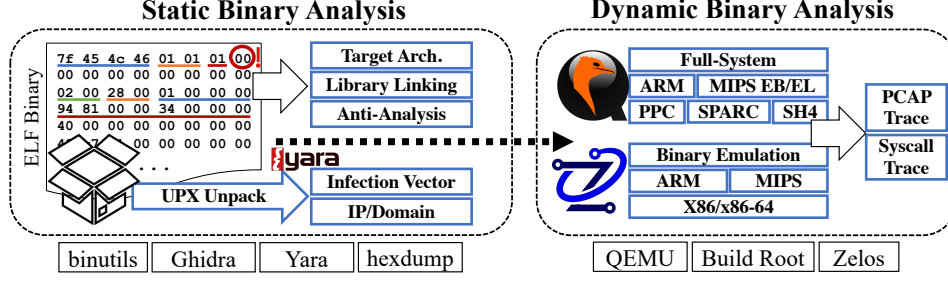 Static Binary Analysis
ELF Binary
7f 45 4c 46 01 01 01 00 !
00 00 00 00 00 00 00 00
02 00 28 00 01 00 00 00
94 81 00 00 34 00 00 00
40 00 00 00 00 00 00
. . .
UPX Unpack
Target Arch.
Library Linking
Anti-Analysis
yara
Infection Vector
IP/Domain
binutils
Ghidra
Yara
hexdump
Dynamic Binary Analysis
Full-System
ARM
MIPS EB/EL
PPC
SPARC
SH4
Binary Emulation
ARM
MIPS
X86/x86-64
PCAP
Trace
Syscall
Trace
QEMU
Build Root
Zelos